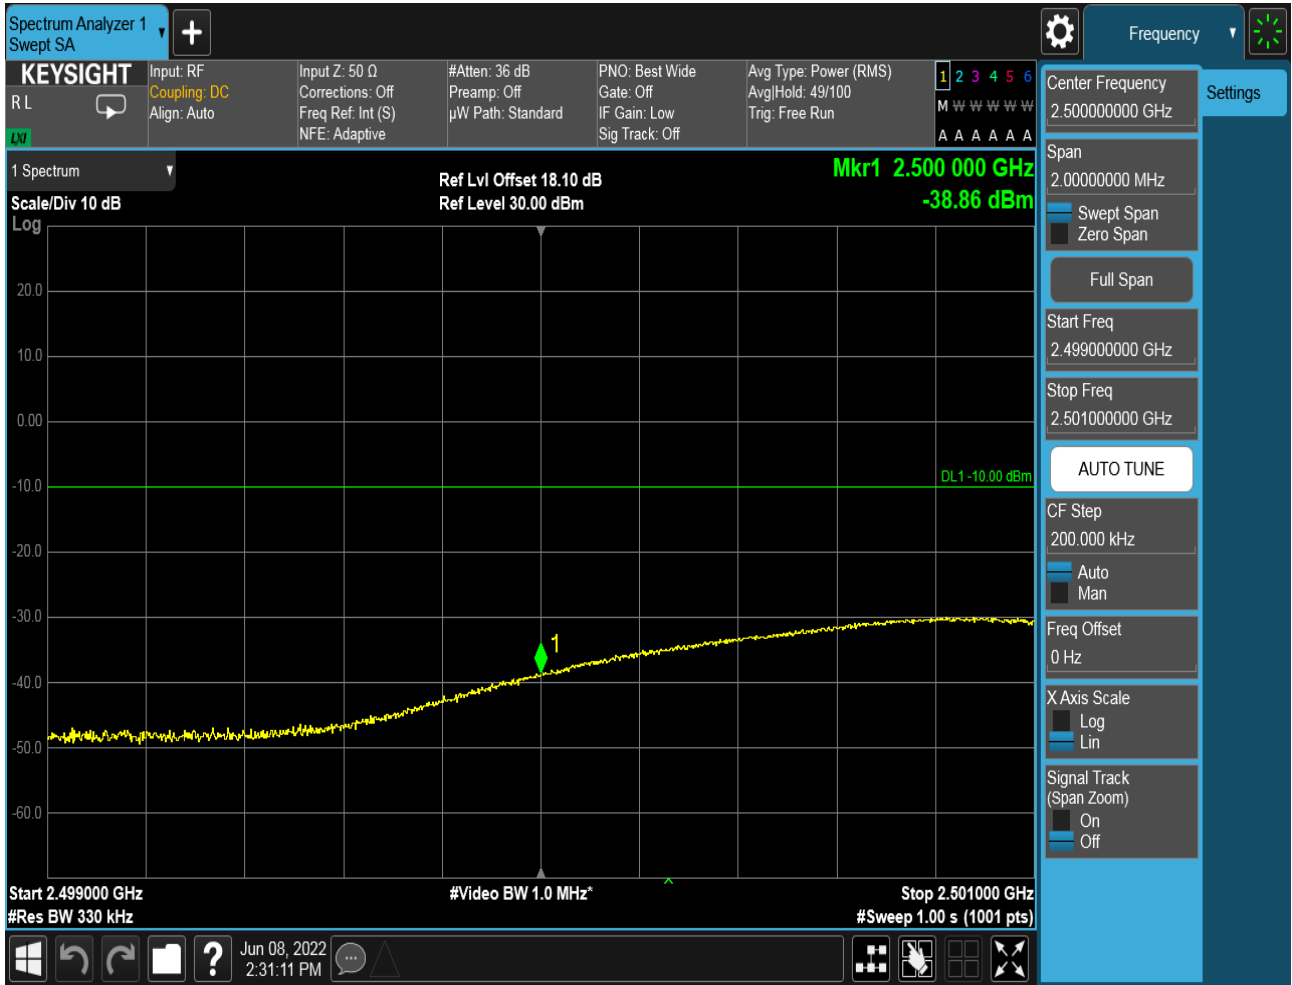 Spectrum Analyzer 1
Swept SA
Frequency
KEYSIGHT
R L
LXI
Input: RF
Coupling: DC
Align: Auto
Input Z: 50 Ω
Corrections: Off
Freq Ref: Int (S)
NFE: Adaptive
#Atten: 36 dB
Preamp: Off
µW Path: Standard
PNO: Best Wide
Gate: Off
IF Gain: Low
Sig Track: Off
Avg Type: Power (RMS)
Avg|Hold: 49/100
Trig: Free Run
1 2 3 4 5 6
M W W W W W
A A A A A A
1 Spectrum
Scale/Div 10 dB
Log
Ref Lvl Offset 18.10 dB
Ref Level 30.00 dBm
Mkr1 2.500 000 GHz
-38.86 dBm
20.0
10.0
0.00
-10.0
-20.0
-30.0
-40.0
-50.0
-60.0
DL1 -10.00 dBm
1
Start 2.499000 GHz
#Res BW 330 kHz
#Video BW 1.0 MHz*
Stop 2.501000 GHz
#Sweep 1.00 s (1001 pts)
Jun 08, 2022
2:31:11 PM
?
Center Frequency
2.500000000 GHz
Settings
Span
2.00000000 MHz
Swept Span
Zero Span
Full Span
Start Freq
2.499000000 GHz
Stop Freq
2.501000000 GHz
AUTO TUNE
CF Step
200.000 kHz
Auto
Man
Freq Offset
0 Hz
X Axis Scale
Log
Lin
Signal Track
(Span Zoom)
On
Off